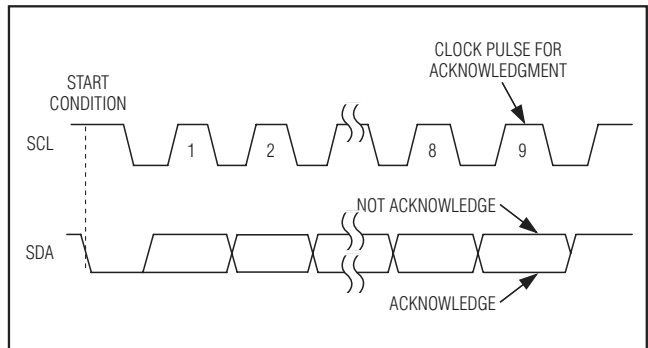 CLOCK PULSE FOR
ACKNOWLEDGMENT
START
CONDITION
SCL
1
2
8
9
NOT ACKNOWLEDGE
SDA
ACKNOWLEDGE